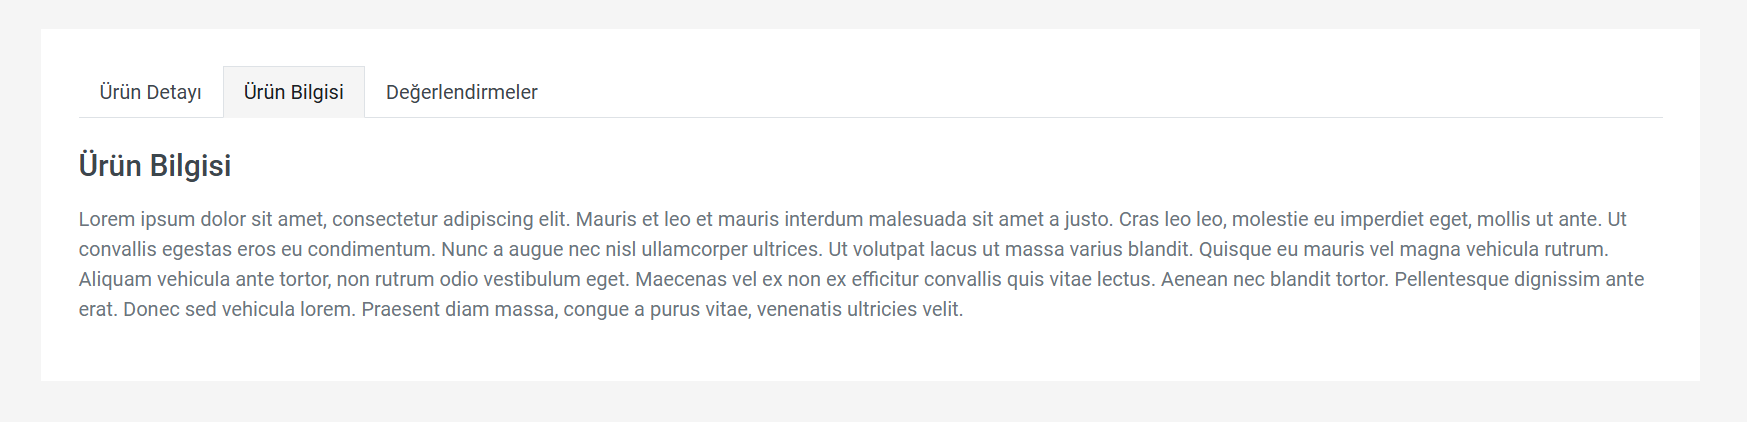 Ürün Detayı Ürün Bilgisi Değerlendirmeler
Ürün Bilgisi
Lorem ipsum dolor sit amet, consectetur adipiscing elit. Mauris et leo et mauris interdum malesuada sit amet a justo. Cras leo leo, molestie eu imperdiet eget, mollis ut ante. Ut
convallis egestas eros eu condimentum. Nunc a augue nec nisl ullamcorper ultrices. Ut volutpat lacus ut massa varius blandit. Quisque eu mauris vel magna vehicula rutrum.
Aliquam vehicula ante tortor, non rutrum odio vestibulum eget. Maecenas vel ex non ex efficitur convallis quis vitae lectus. Aenean nec blandit tortor. Pellentesque dignissim ante
erat. Donec sed vehicula lorem. Praesent diam massa, congue a purus vitae, venenatis ultricies velit.